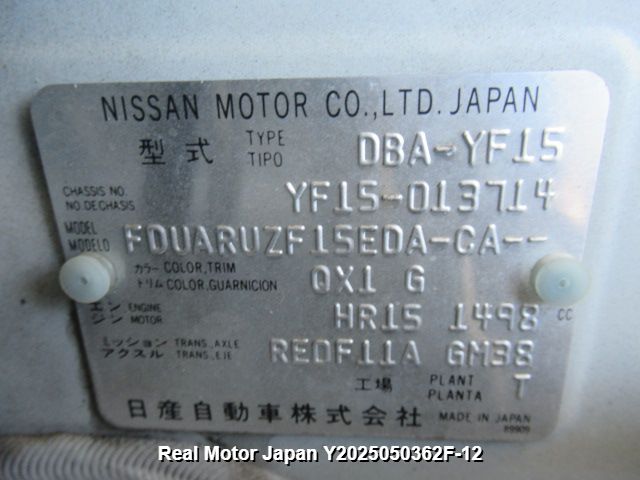 NISSAN MOTOR CO.,LTD. JAPAN
型式 TYPE TIPO DBA-YF15
CHASSIS NO. NO.DECHASIS YF15-013714
MODEL MODELO FDUARUZF15EDA-CA--
カラー COLOR,TRIM トリム COLOR,GUARNICION QX1 G
エンジン ENGINE MOTOR HR15 1498 CC
ミッション TRANS.,AXLE アクスル TRANS.,EJE RE0F11A GM38
工場 PLANT PLANTA T
日産自動車株式会社 MADE IN JAPAN
89909
Real Motor Japan Y2025050362F-12